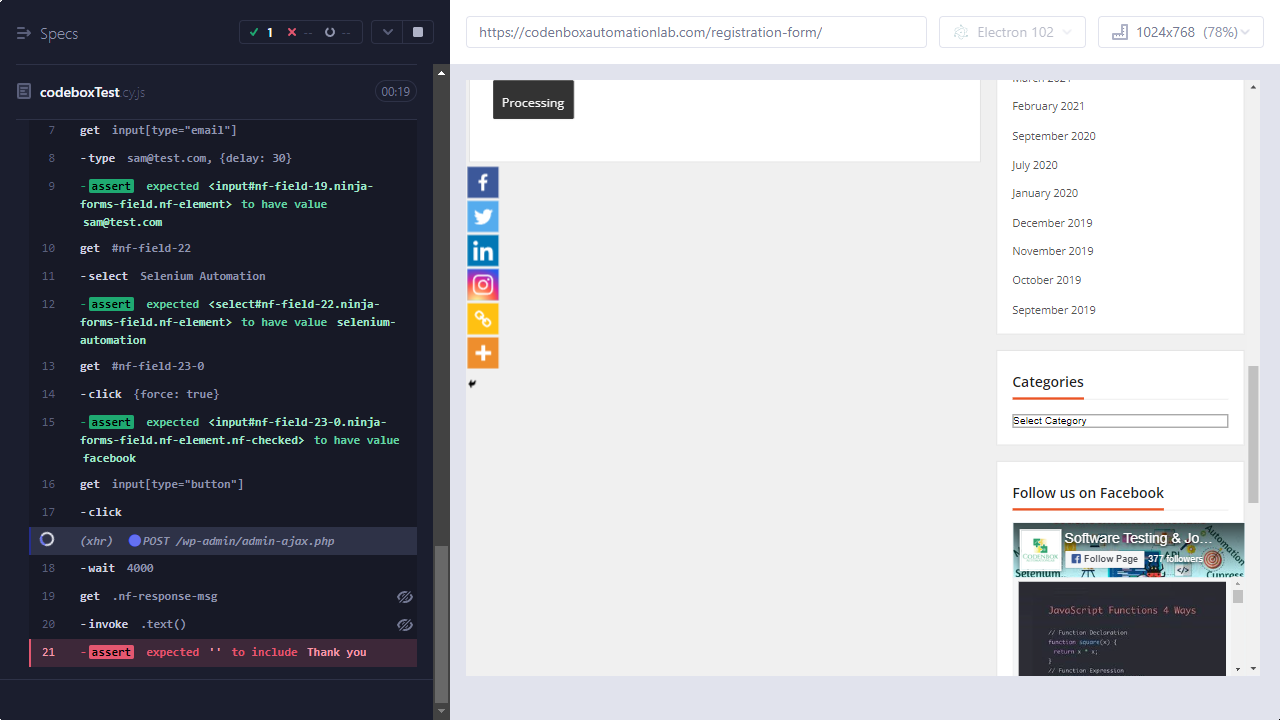 Specs
1
--
--
codeboxTest.cy.js
00:19
7 get input[type="email"]
8 -type sam@test.com, {delay: 30}
9 -assert expected <input#nf-field-19.ninja-
forms-field.nf-element> to have value
sam@test.com
10 get #nf-field-22
11 -select Selenium Automation
12 -assert expected <select#nf-field-22.ninja-
forms-field.nf-element> to have value selenium-
automation
13 get #nf-field-23-0
14 -click {force: true}
15 -assert expected <input#nf-field-23-0.ninja-
forms-field.nf-element.nf-checked> to have value
facebook
16 get input[type="button"]
17 -click
(xhr) POST /wp-admin/admin-ajax.php
18 -wait 4000
19 get .nf-response-msg
20 -invoke .text()
21 -assert expected '' to include Thank you
https://codenboxautomationlab.com/registration-form/
Electron 102
1024x768 (78%)
Processing
March 2021
February 2021
September 2020
July 2020
January 2020
December 2019
November 2019
October 2019
September 2019
Categories
Select Category
Follow us on Facebook
Software Testing & Jo...
Follow Page
377 followers
CODENBOX
Automation
Selenium...
API
</>
Cypress
JavaScript Functions 4 Ways
// Function Declaration
function square(x) {
return x * x;
}
// Function Expression